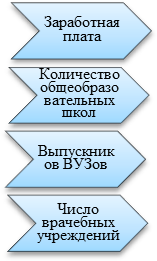 Заработная
плата
Количество
общеобразо
вательных
школ
Выпускник
ов ВУЗов
Число
врачебных
учреждений